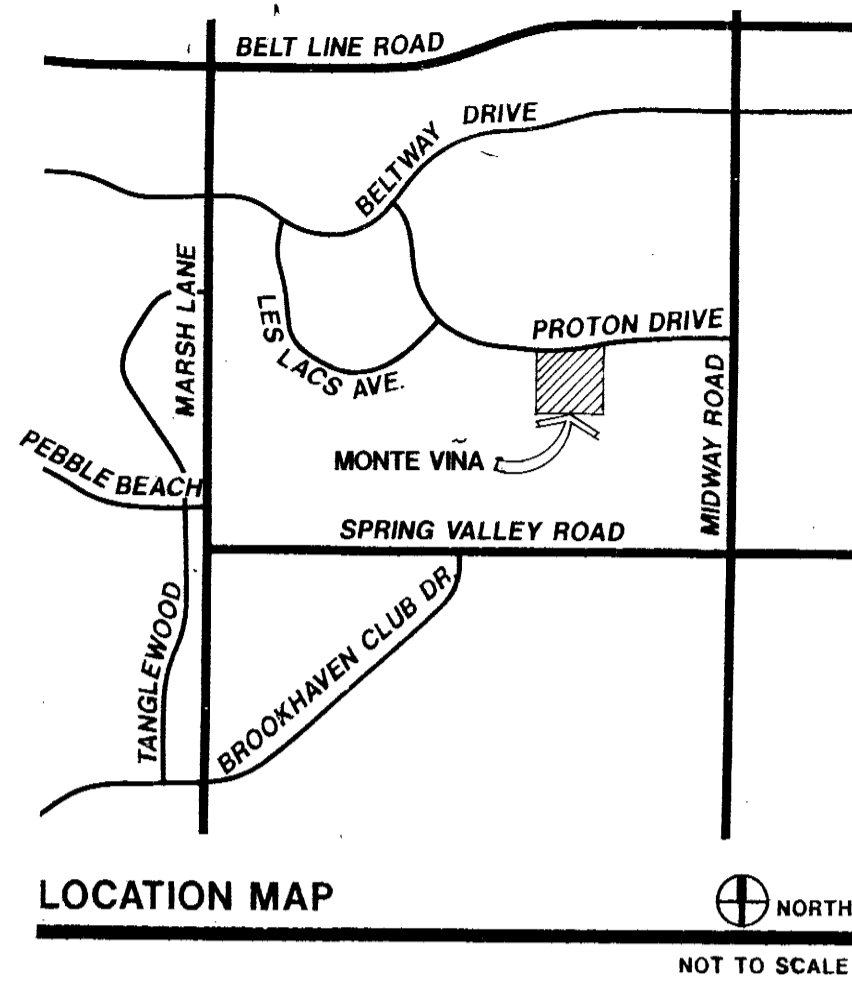 BELT LINE ROAD
BELTWAY DRIVE
MARSH LANE
LES LACS AVE.
PROTON DRIVE
MIDWAY ROAD
PEBBLE BEACH
MONTE VIÑA
SPRING VALLEY ROAD
TANGLEWOOD
BROOKHAVEN CLUB DR.
LOCATION MAP
NORTH
NOT TO SCALE